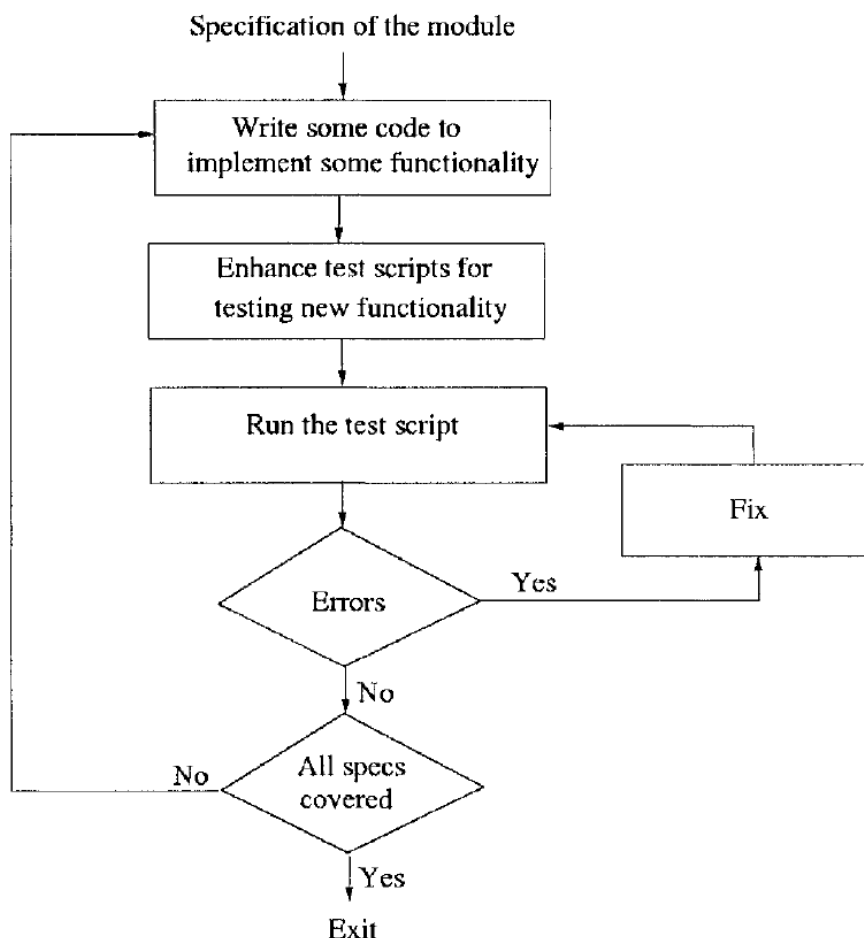 Specification of the module
Write some code to
implement some functionality
Enhance test scripts for
testing new functionality
Run the test script
Fix
Errors
Yes
No
All specs
covered
No
Yes
Exit